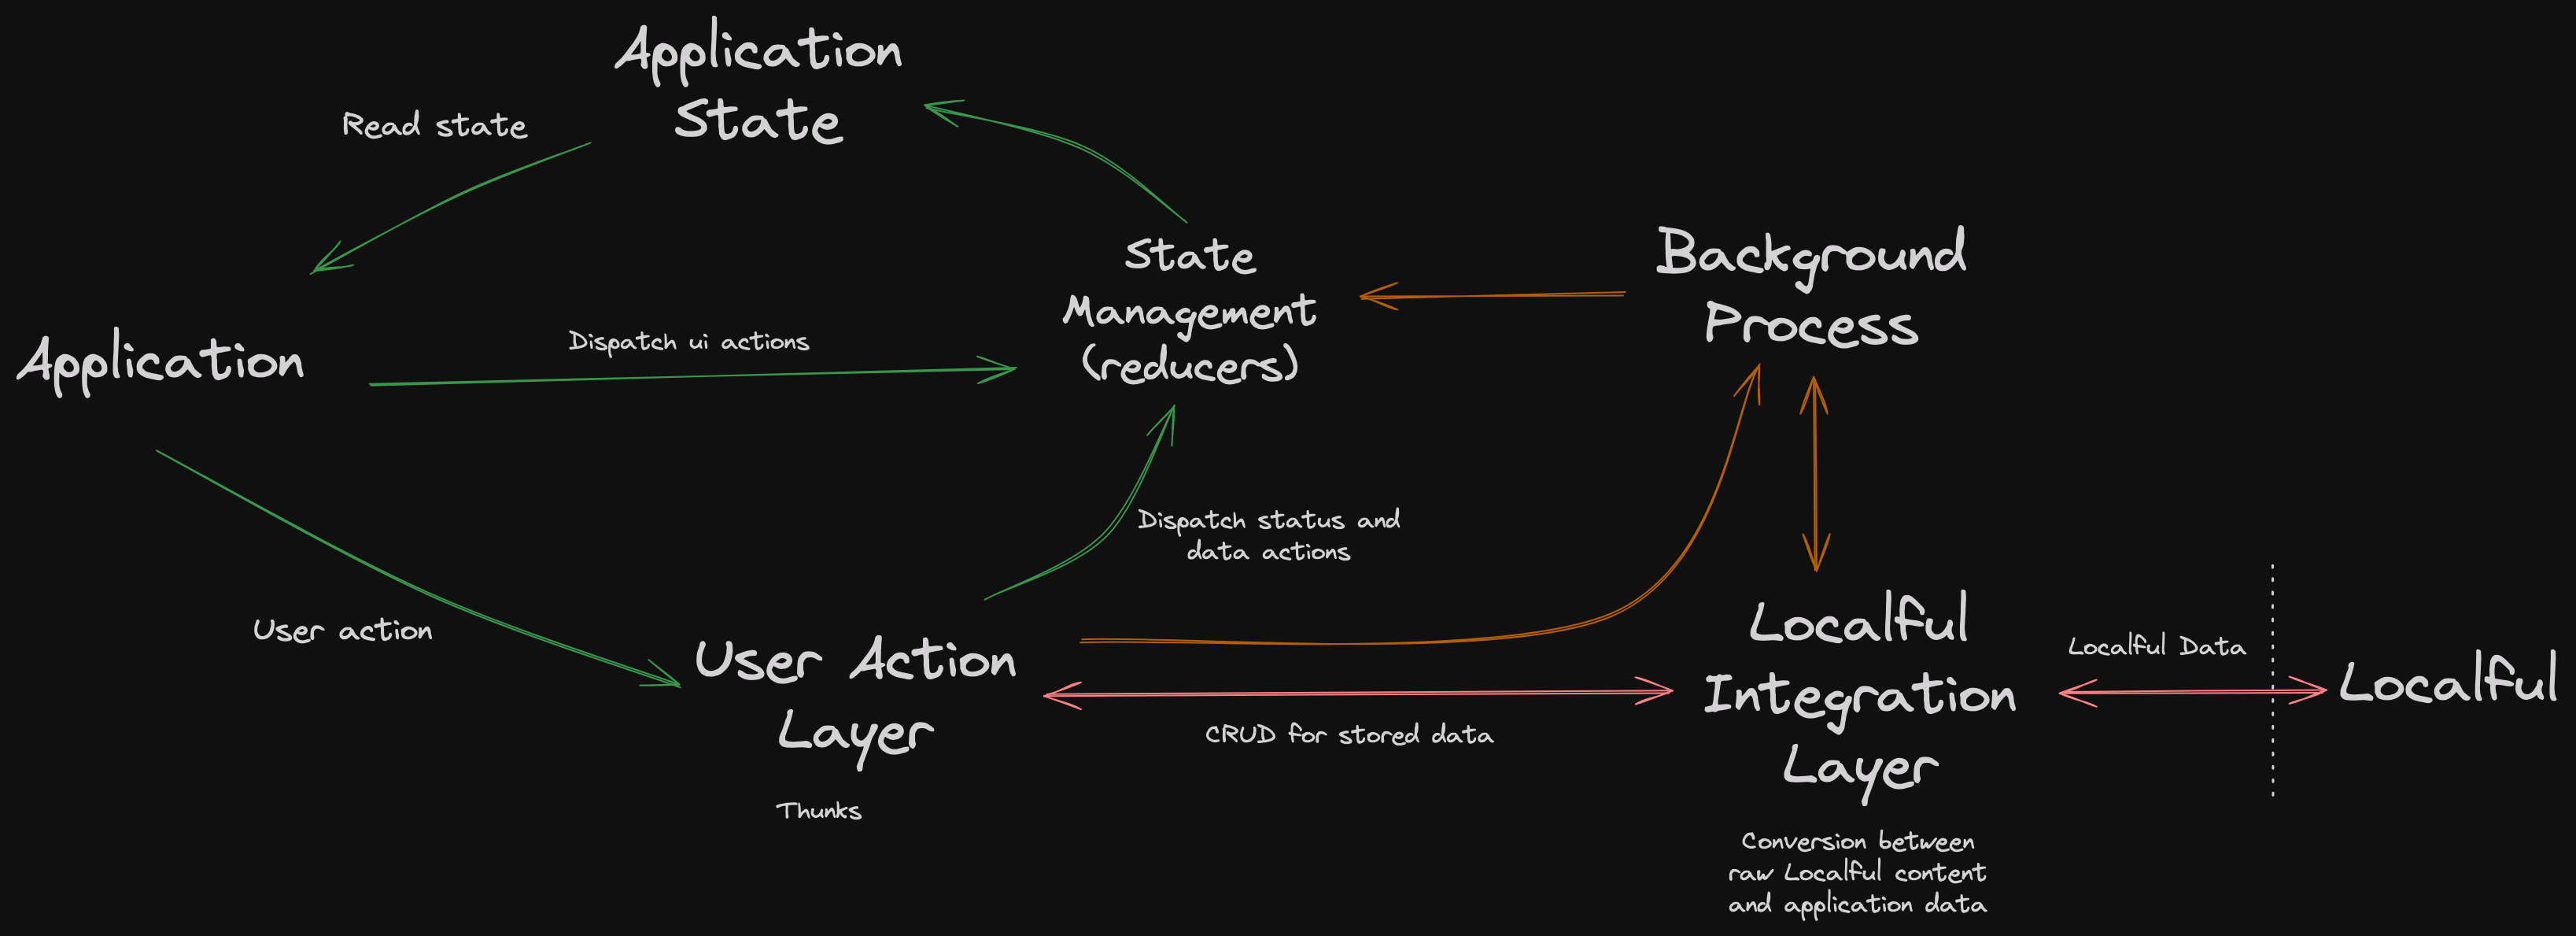 Application
State
Read state
State
Management
(reducers)
Background
Process
Application
Dispatch ui actions
Dispatch status and
data actions
User action
User Action
Layer
Thunks
CRUD for stored data
Localful
Integration
Layer
Conversion between
raw Localful content
and application data
Localful Data
Localful